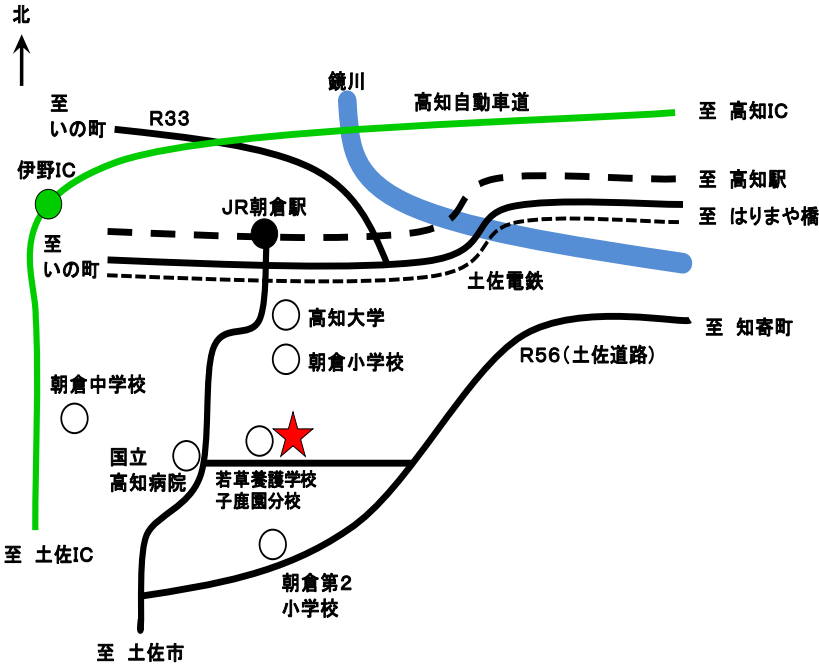 北
鏡川
高知自動車道
至
いの町
R33
至 高知IC
伊野IC
至 高知駅
JR朝倉駅
至 はりまや橋
至
いの町
土佐電鉄
高知大学
至 知寄町
R56(土佐道路)
朝倉小学校
朝倉中学校
国立
高知病院
若草養護学校
子鹿園分校
至 土佐IC
朝倉第2
小学校
至 土佐市